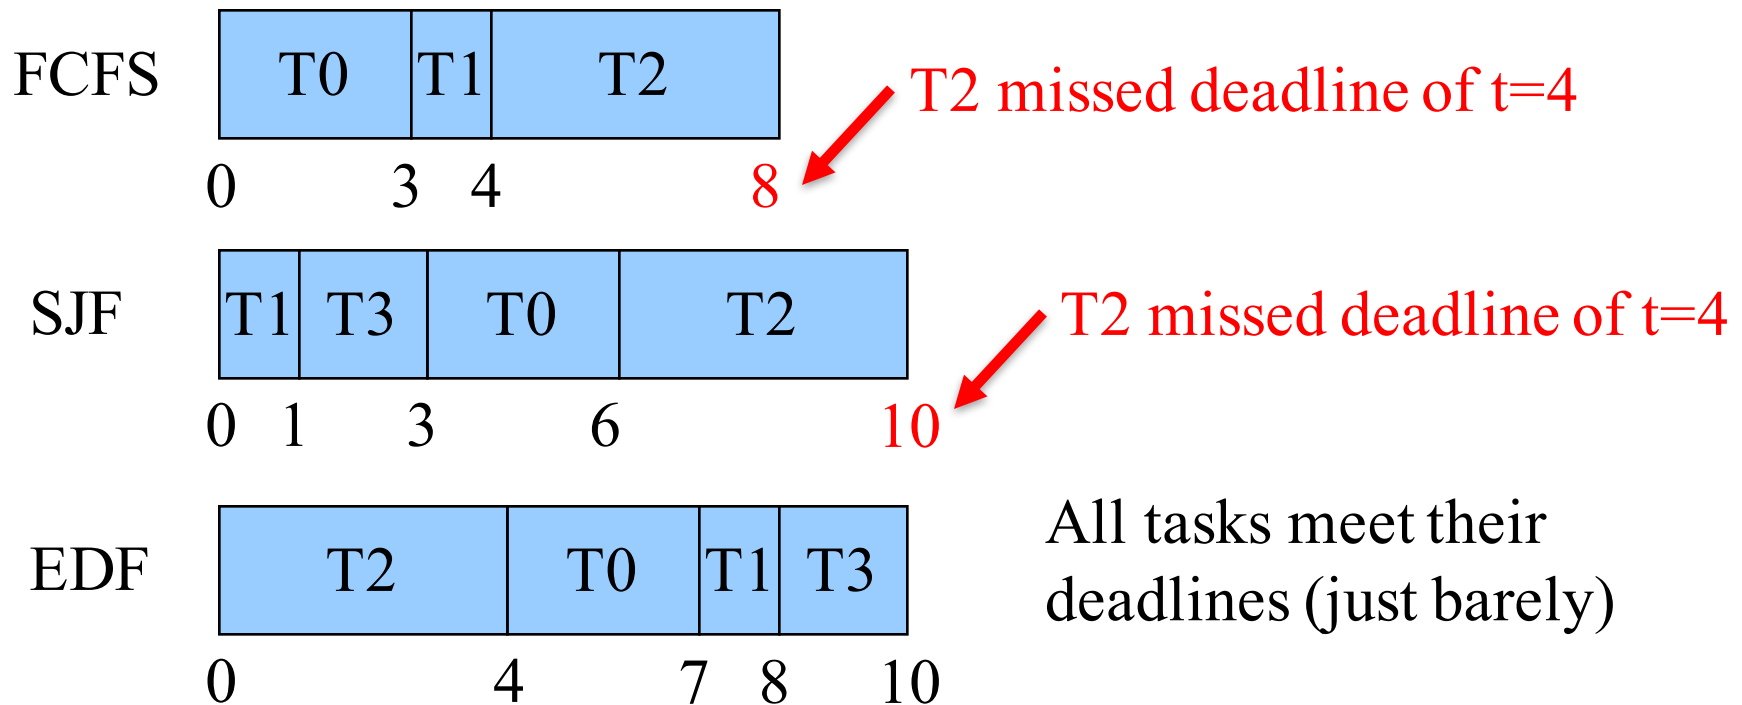 FCFS
T0 T1 T2
T2 missed deadline of t=4
0 3 4 8
SJF
T1 T3 T0 T2
T2 missed deadline of t=4
0 1 3 6 10
EDF
T2 T0 T1 T3
All tasks meet their
deadlines (just barely)
0 4 7 8 10